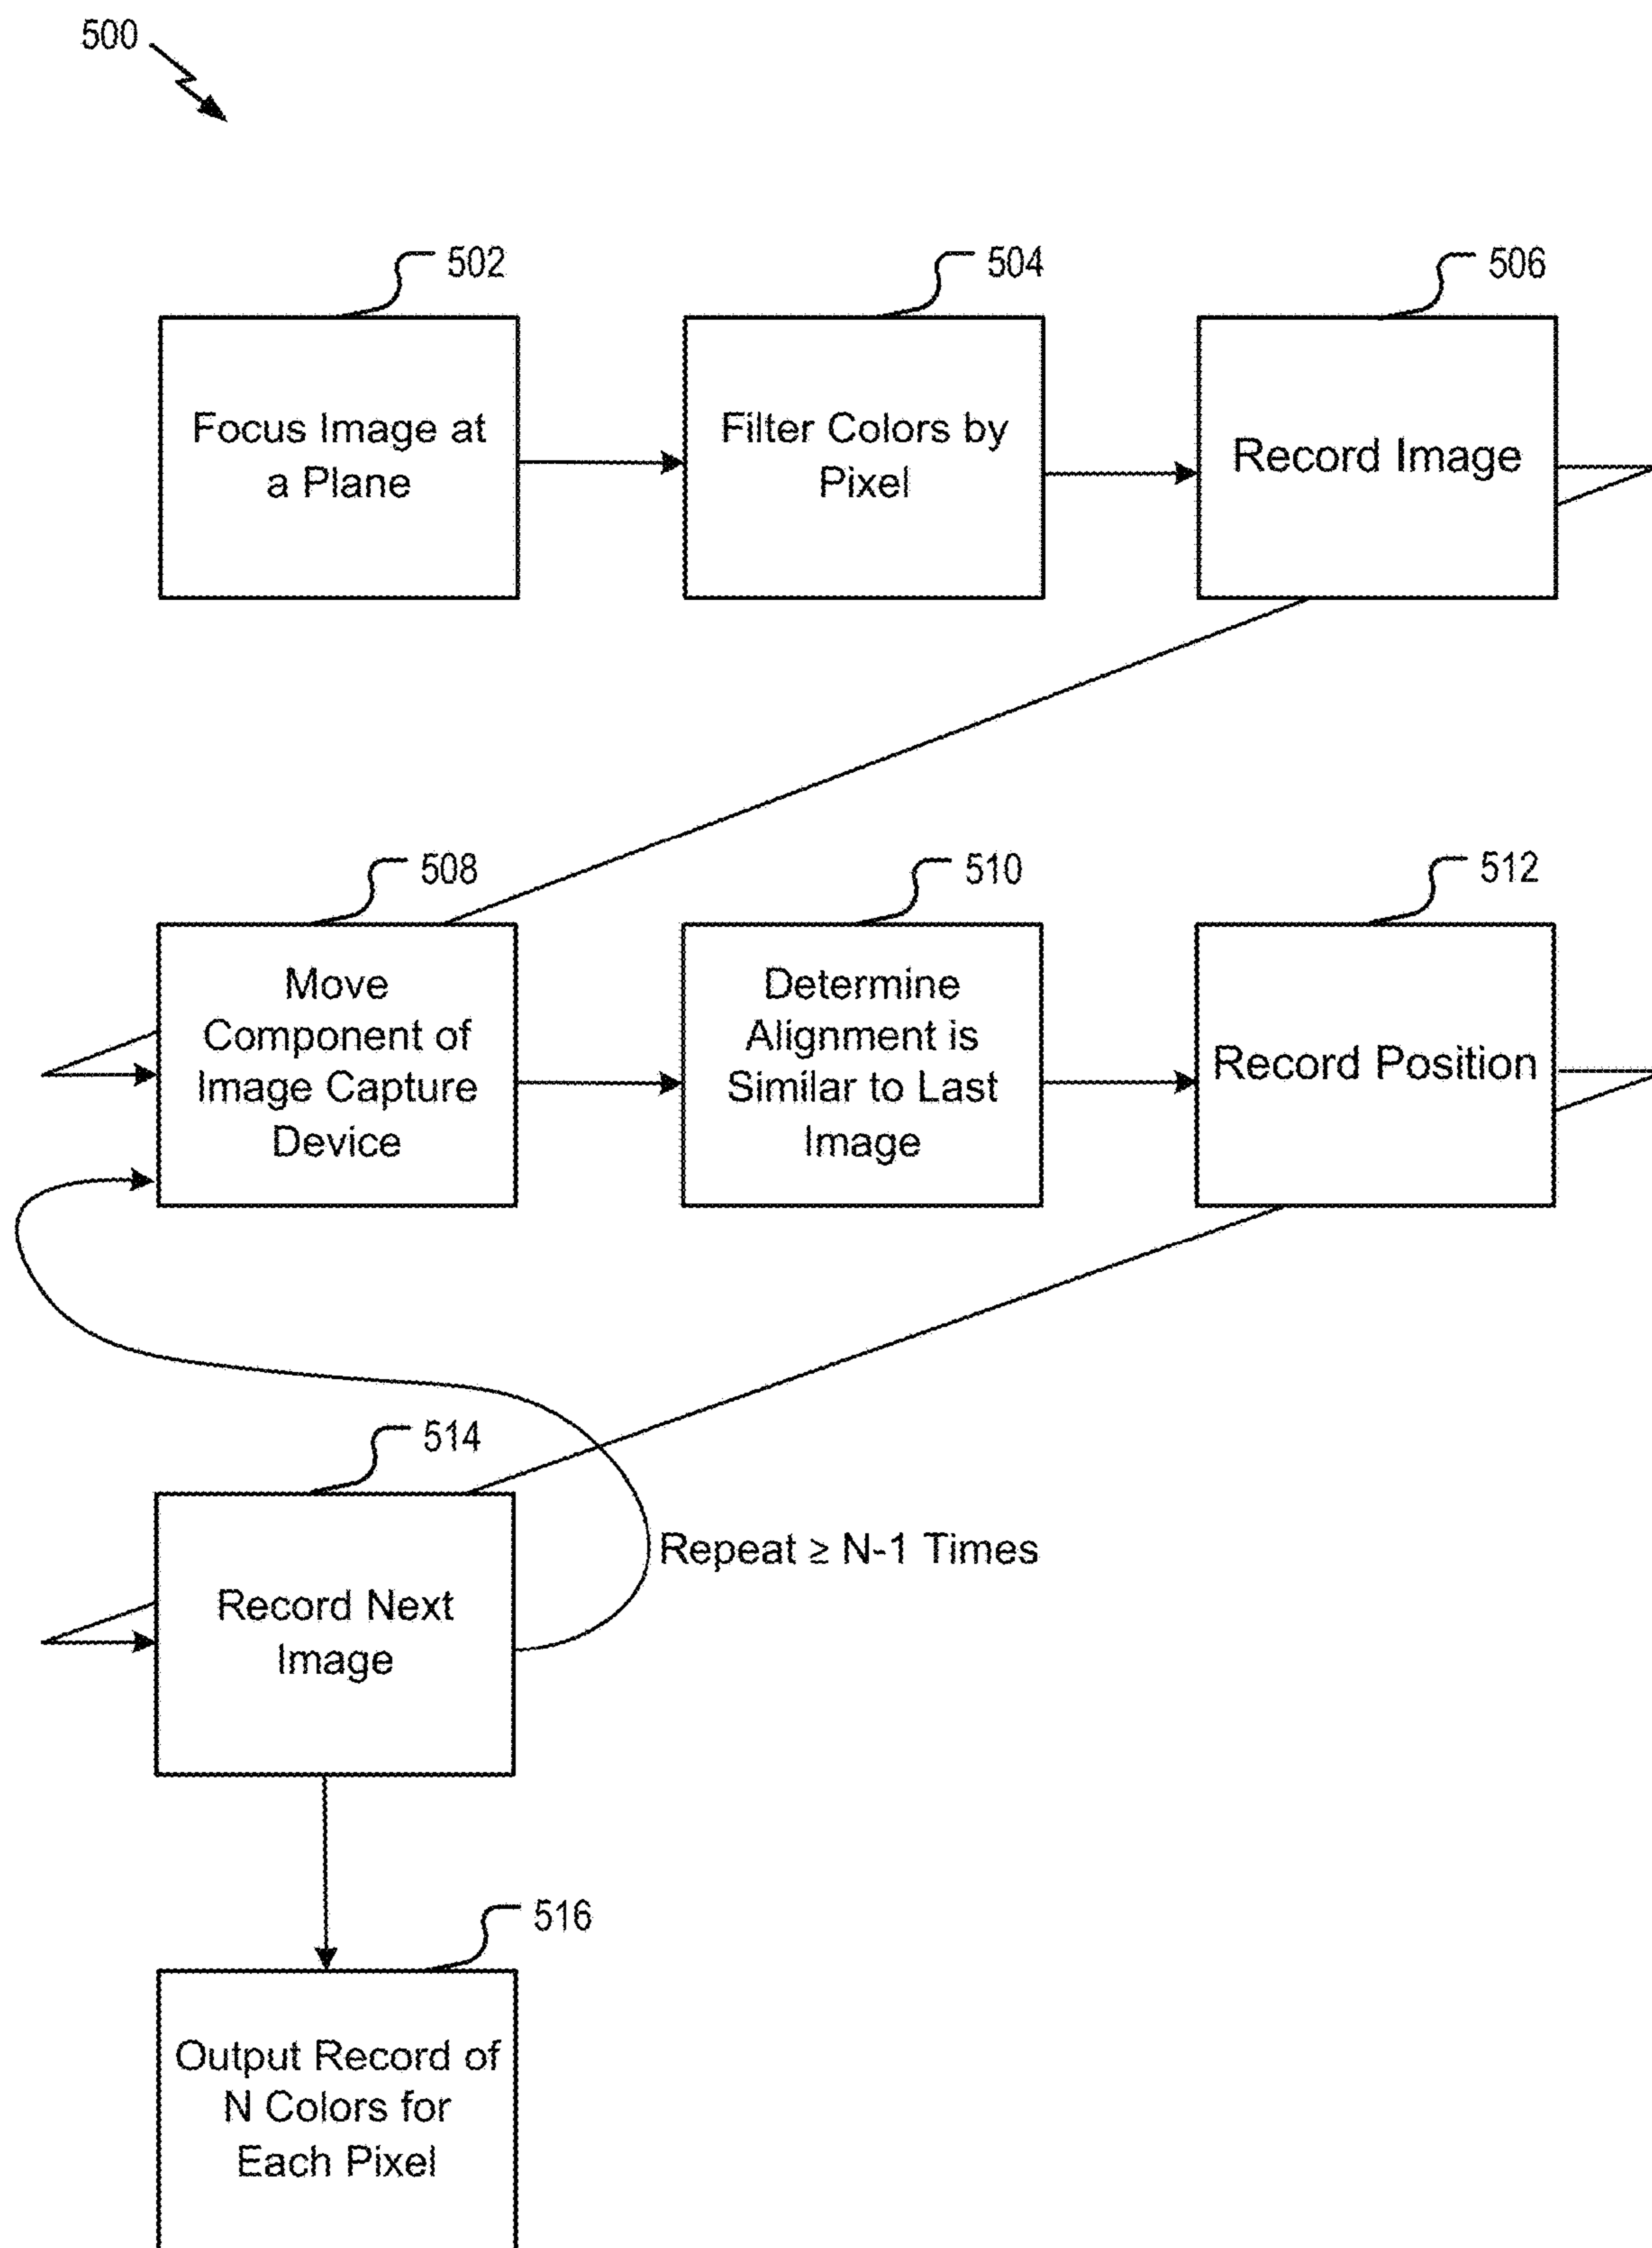 500
502
504
506
Focus Image at
a Plane
Filter Colors by
Pixel
Record Image
508
510
512
Move
Component of
Image Capture
Device
Determine
Alignment is
Similar to Last
Image
Record Position
514
Repeat ≥ N-1 Times
Record Next
Image
516
Output Record of
N Colors for
Each Pixel